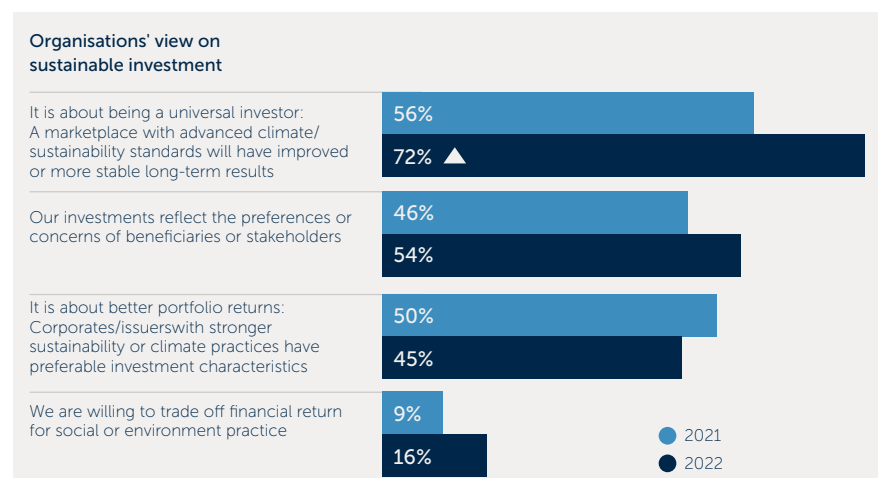 Organisations' view on
sustainable investment
It is about being a universal investor:
A marketplace with advanced climate/
sustainability standards will have improved
or more stable long-term results
56%
72%
Our investments reflect the preferences or
concerns of beneficiaries or stakeholders
46%
54%
It is about better portfolio returns:
Corporates/issuerswith stronger
sustainability or climate practices have
preferable investment characteristics
50%
45%
We are willing to trade off financial return
for social or environment practice
9%
16%
2021
2022